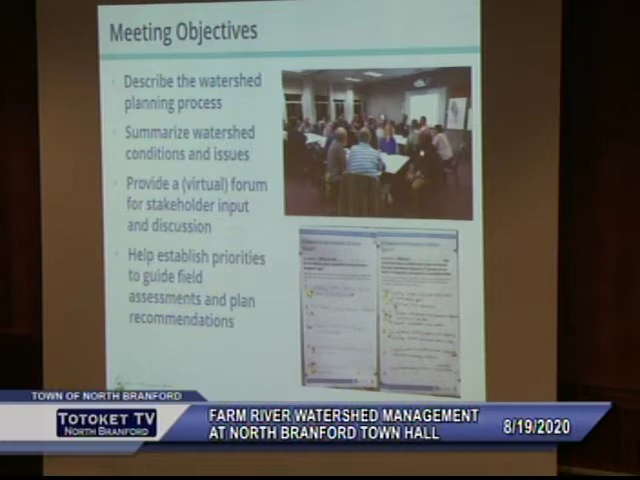 Meeting Objectives
Describe the watershed
planning process
Summarize watershed
conditions and issues
Provide a (virtual) forum
for stakeholder input
and discussion
Help establish priorities
to guide field
assessments and plan
recommendations
TOWN OF NORTH BRANFORD
TOTOKET TV
NORTH BRANFORD
FARM RIVER WATERSHED MANAGEMENT
AT NORTH BRANFORD TOWN HALL
8/19/2020